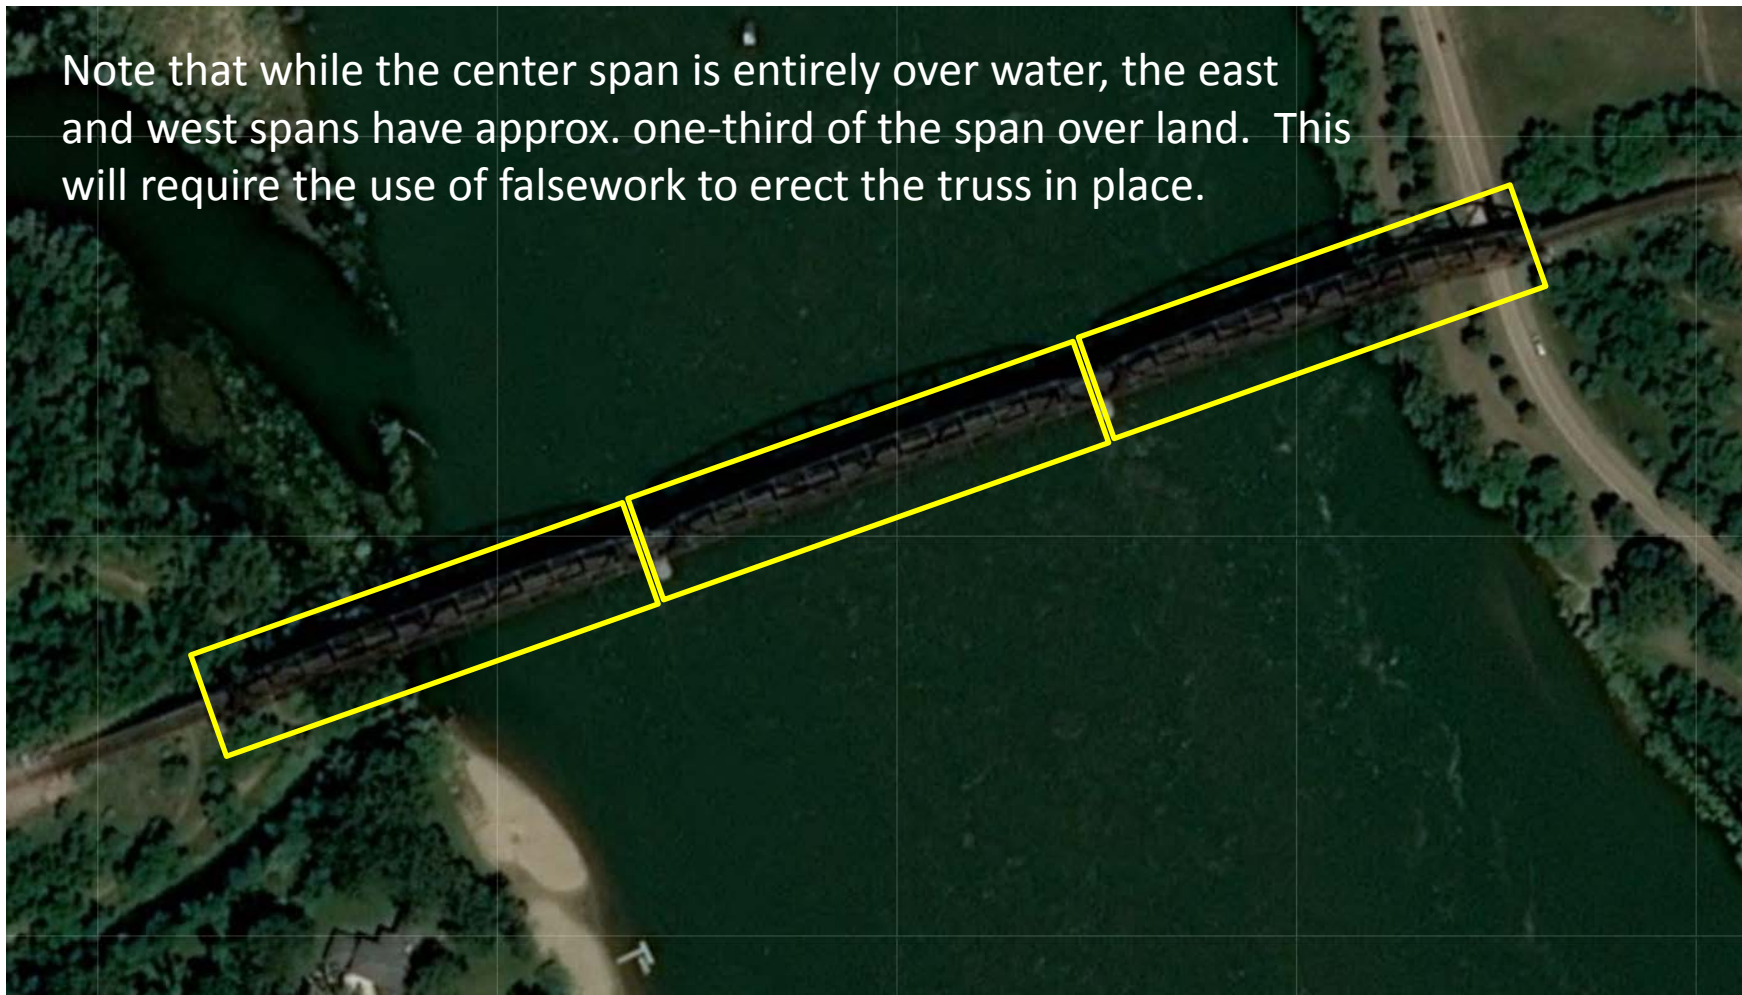 Note that while the center span is entirely over water, the east
and west spans have approx. one-third of the span over land.  This
will require the use of falsework to erect the truss in place.